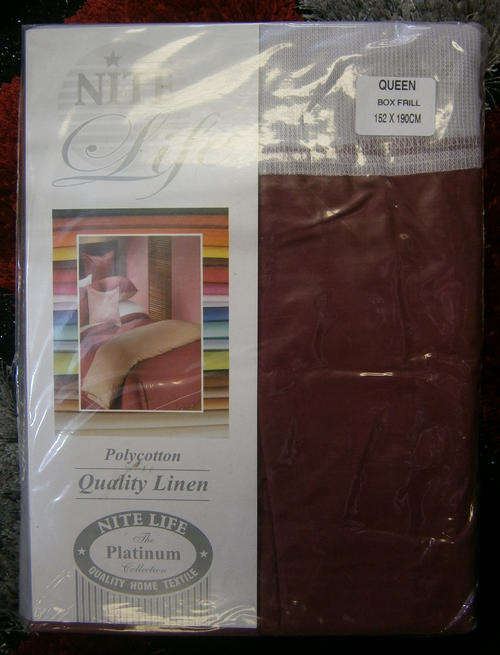 NITE
Life
QUEEN
BOX FRILL
152 X 190CM
Polycotton
Quality Linen
NITE LIFE
The
Platinum
Collection
QUALITY HOME TEXTILE